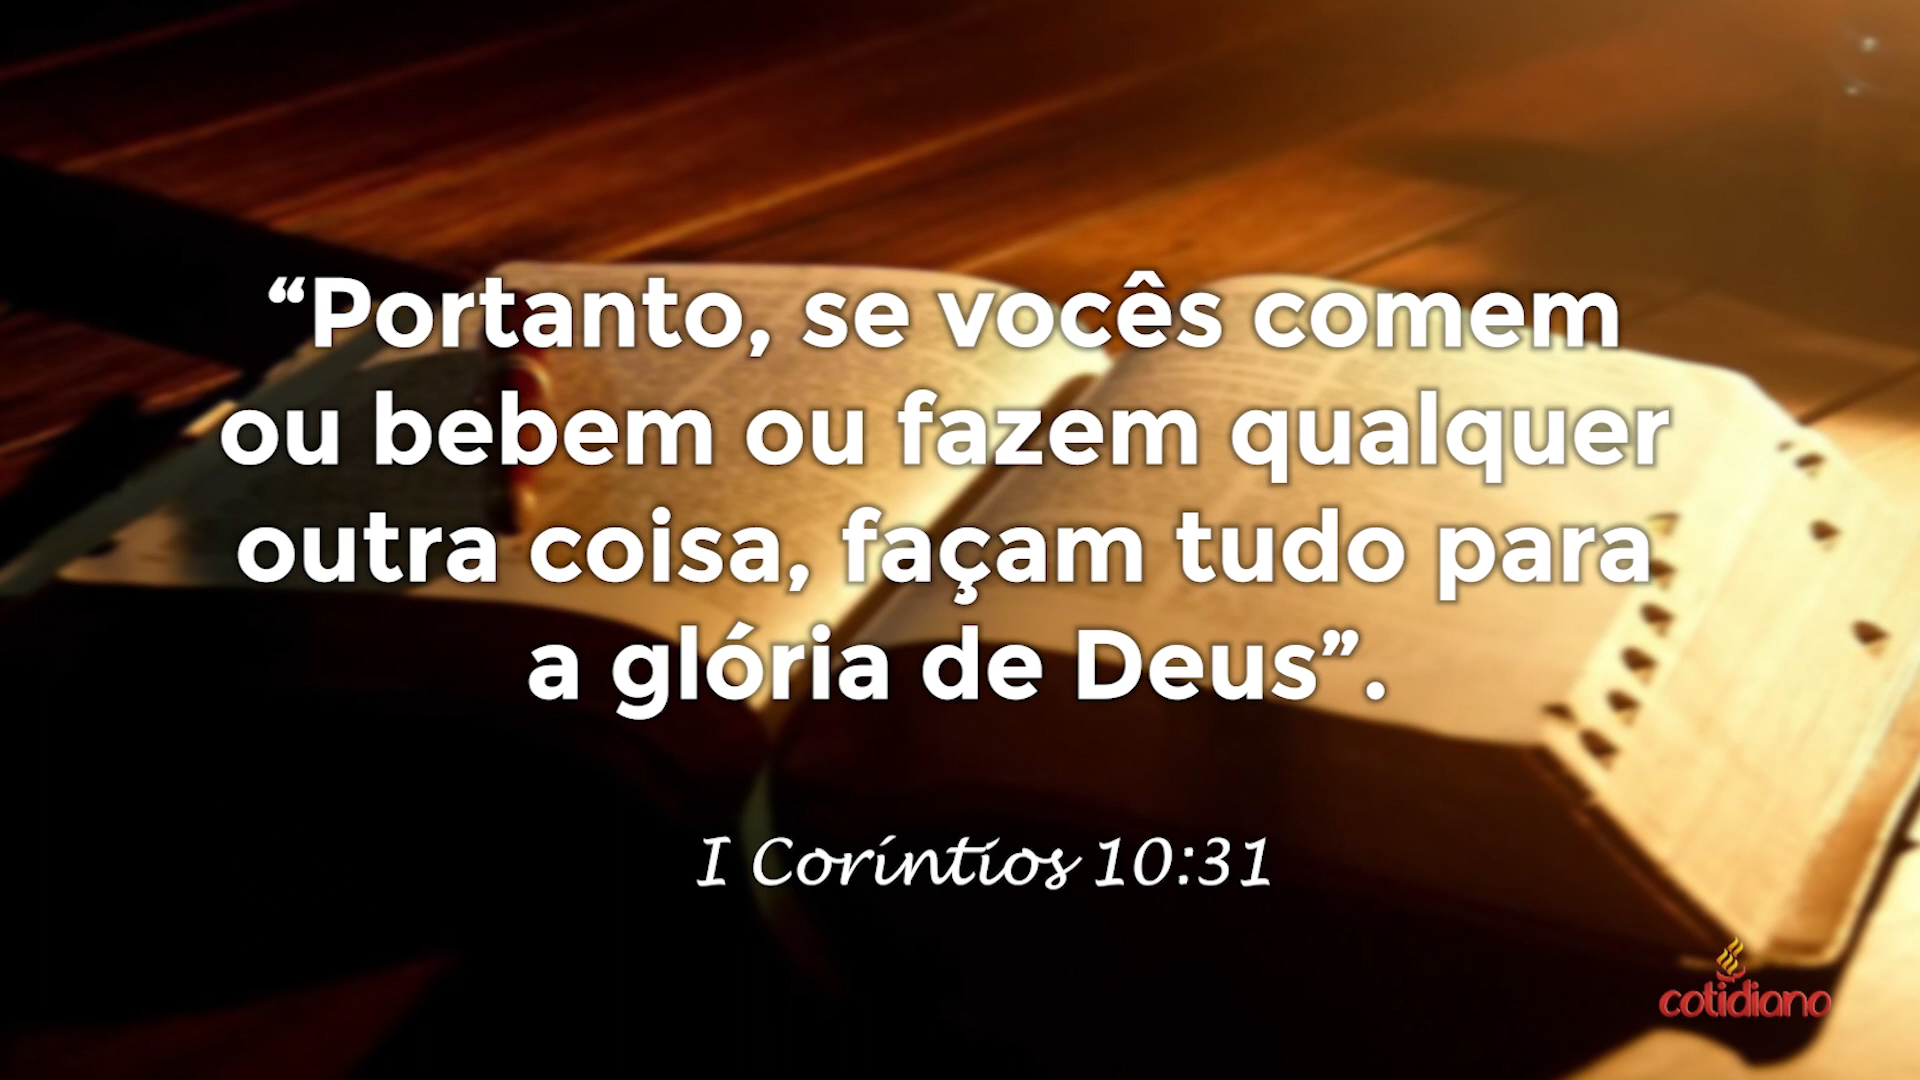 “Portanto, se vocês comem
ou bebem ou fazem qualquer
outra coisa, façam tudo para
a glória de Deus”.
I Coríntios 10:31
cotidiano